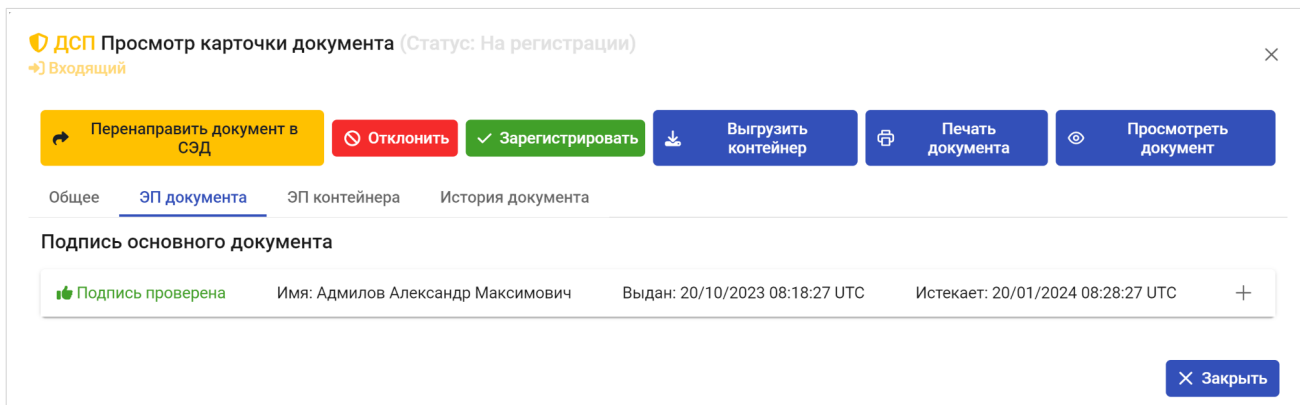 ДСП Просмотр карточки документа (Статус: На регистрации)
Входящий
Перенаправить документ в
СЭД
Отклонить
Зарегистрировать
Выгрузить
контейнер
Печать
документа
Просмотреть
документ
Общее ЭП документа ЭП контейнера История документа
Подпись основного документа
Подпись проверена Имя: Адмилов Александр Максимович Выдан: 20/10/2023 08:18:27 UTC Истекает: 20/01/2024 08:28:27 UTC
Закрыть